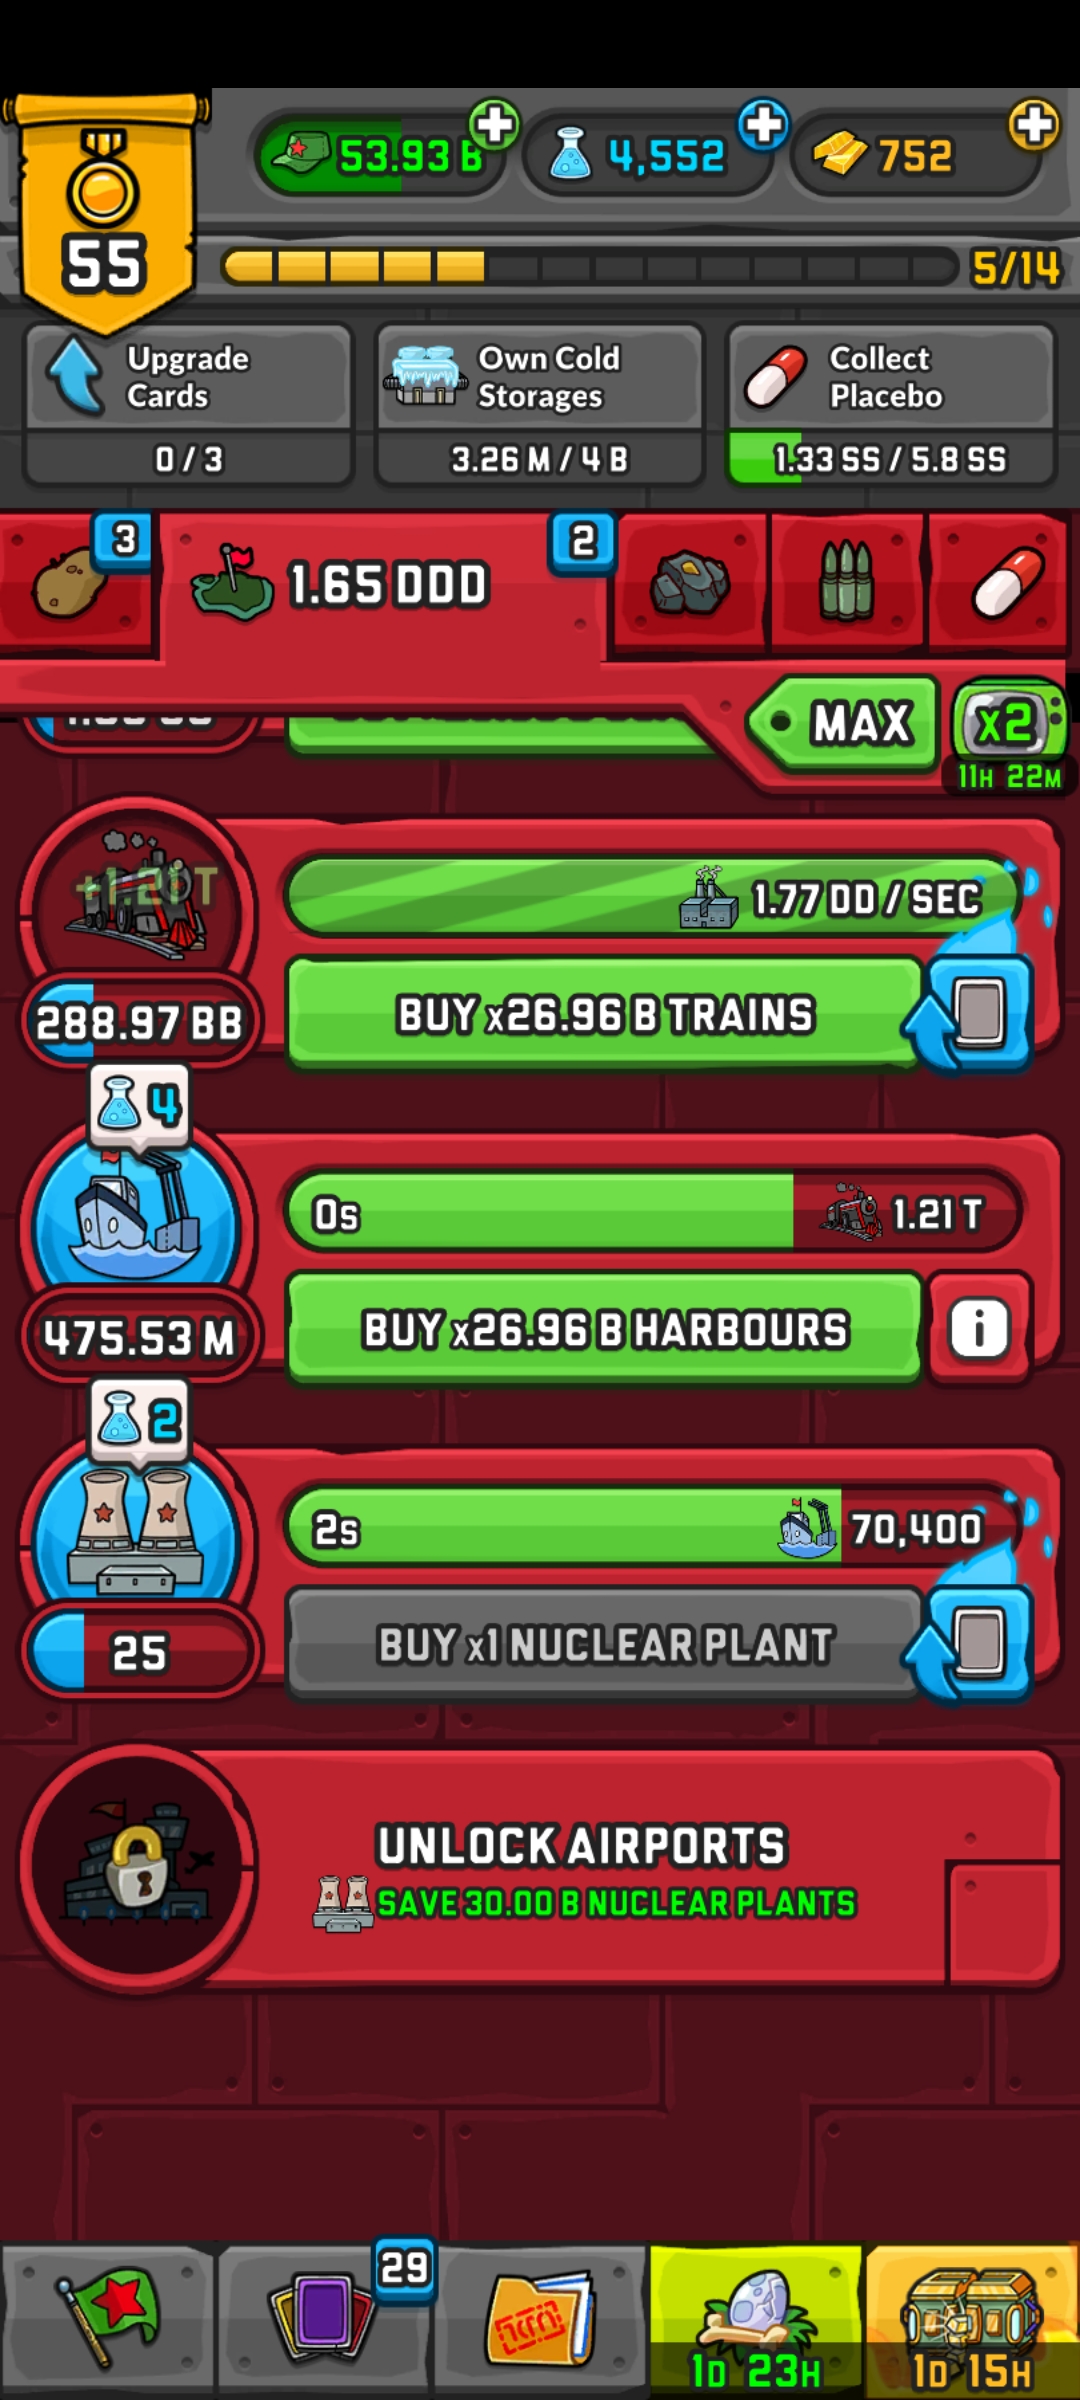 55
53.93 B
4,552
752
5/14
Upgrade
Cards
0 / 3
Own Cold
Storages
3.26 M / 4 B
Collect
Placebo
1.33 SS / 5.8 SS
3
1.65 DDD
2
MAX
X2
11H 22M
+1.21 T
1.77 DD / SEC
288.97 BB
BUY x26.96 B TRAINS
4
0s
1.21 T
475.53 M
BUY x26.96 B HARBOURS
i
2
2s
70,400
25
BUY x1 NUCLEAR PLANT
UNLOCK AIRPORTS
SAVE 30.00 B NUCLEAR PLANTS
29
1D 23H
1D 15H